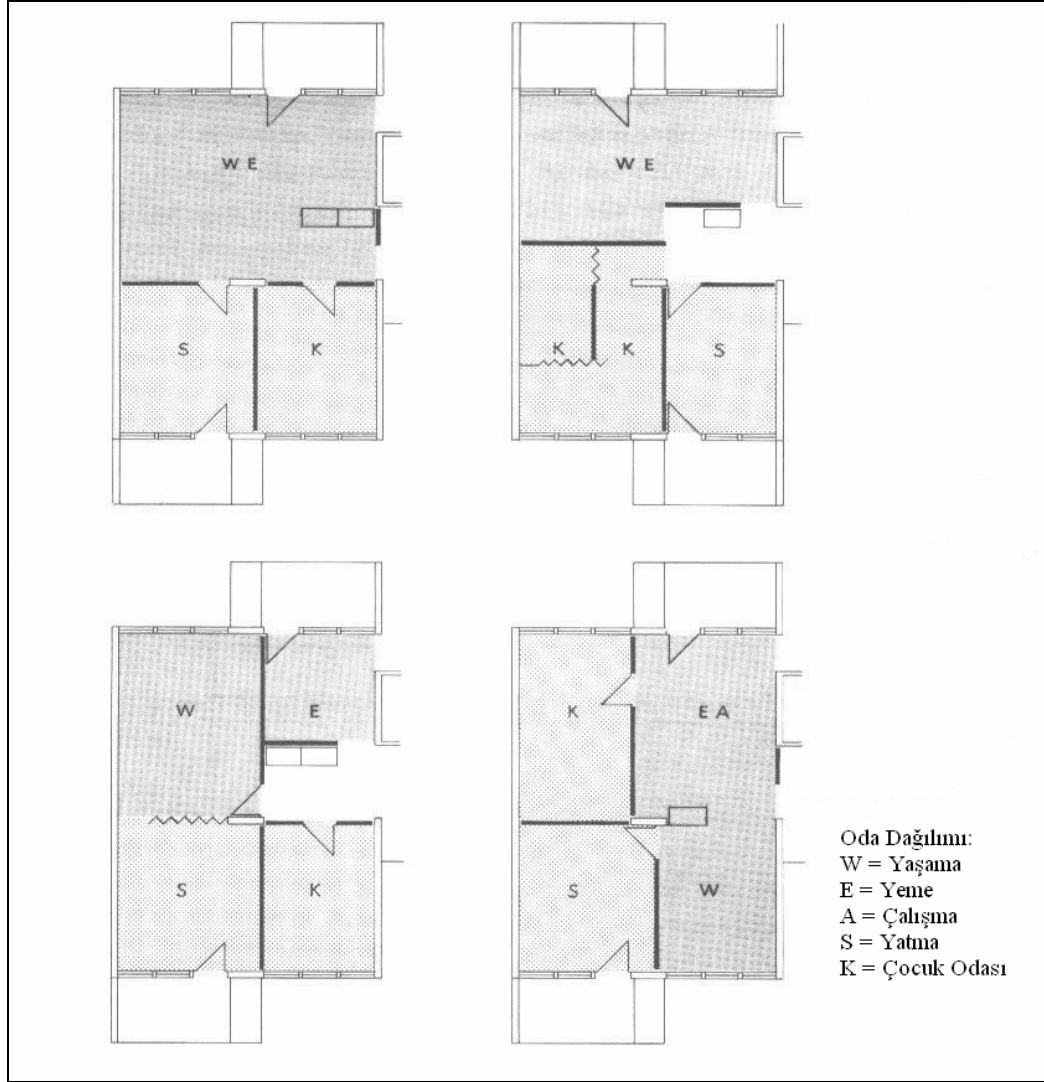 W E
W E
S
K
K
K
S
W
E
K
E A
S
K
S
W
Oda Dağılımı:
W = Yaşama
E = Yeme
A = Çalışma
S = Yatma
K = Çocuk Odası